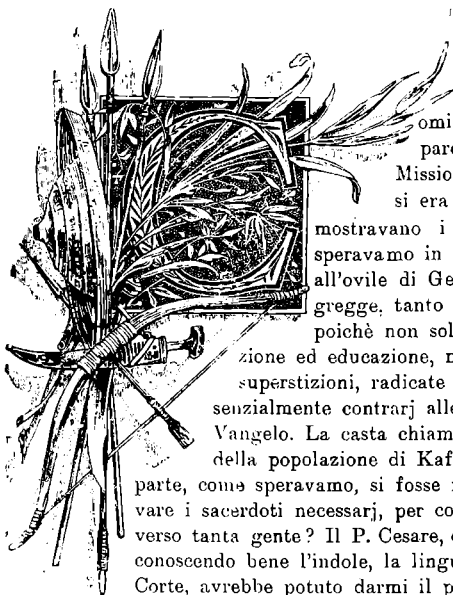 Comi
pare
Missio
si era
mostravano i
speravamo in
all'ovile di Ge
gregge, tanto
poichè non sol
zione ed educazione, m
superstizioni, radicate
senzialmente contrarj alle
Vangelo. La casta chiam
della popolazione di Kaf
parte, come speravamo, si fosse
vare i sacerdoti necessarj, per co
verso tanta gente? Il P. Cesare,
conoscendo bene l'indole, la lingu
Corte, avrebbe potuto darmi il p